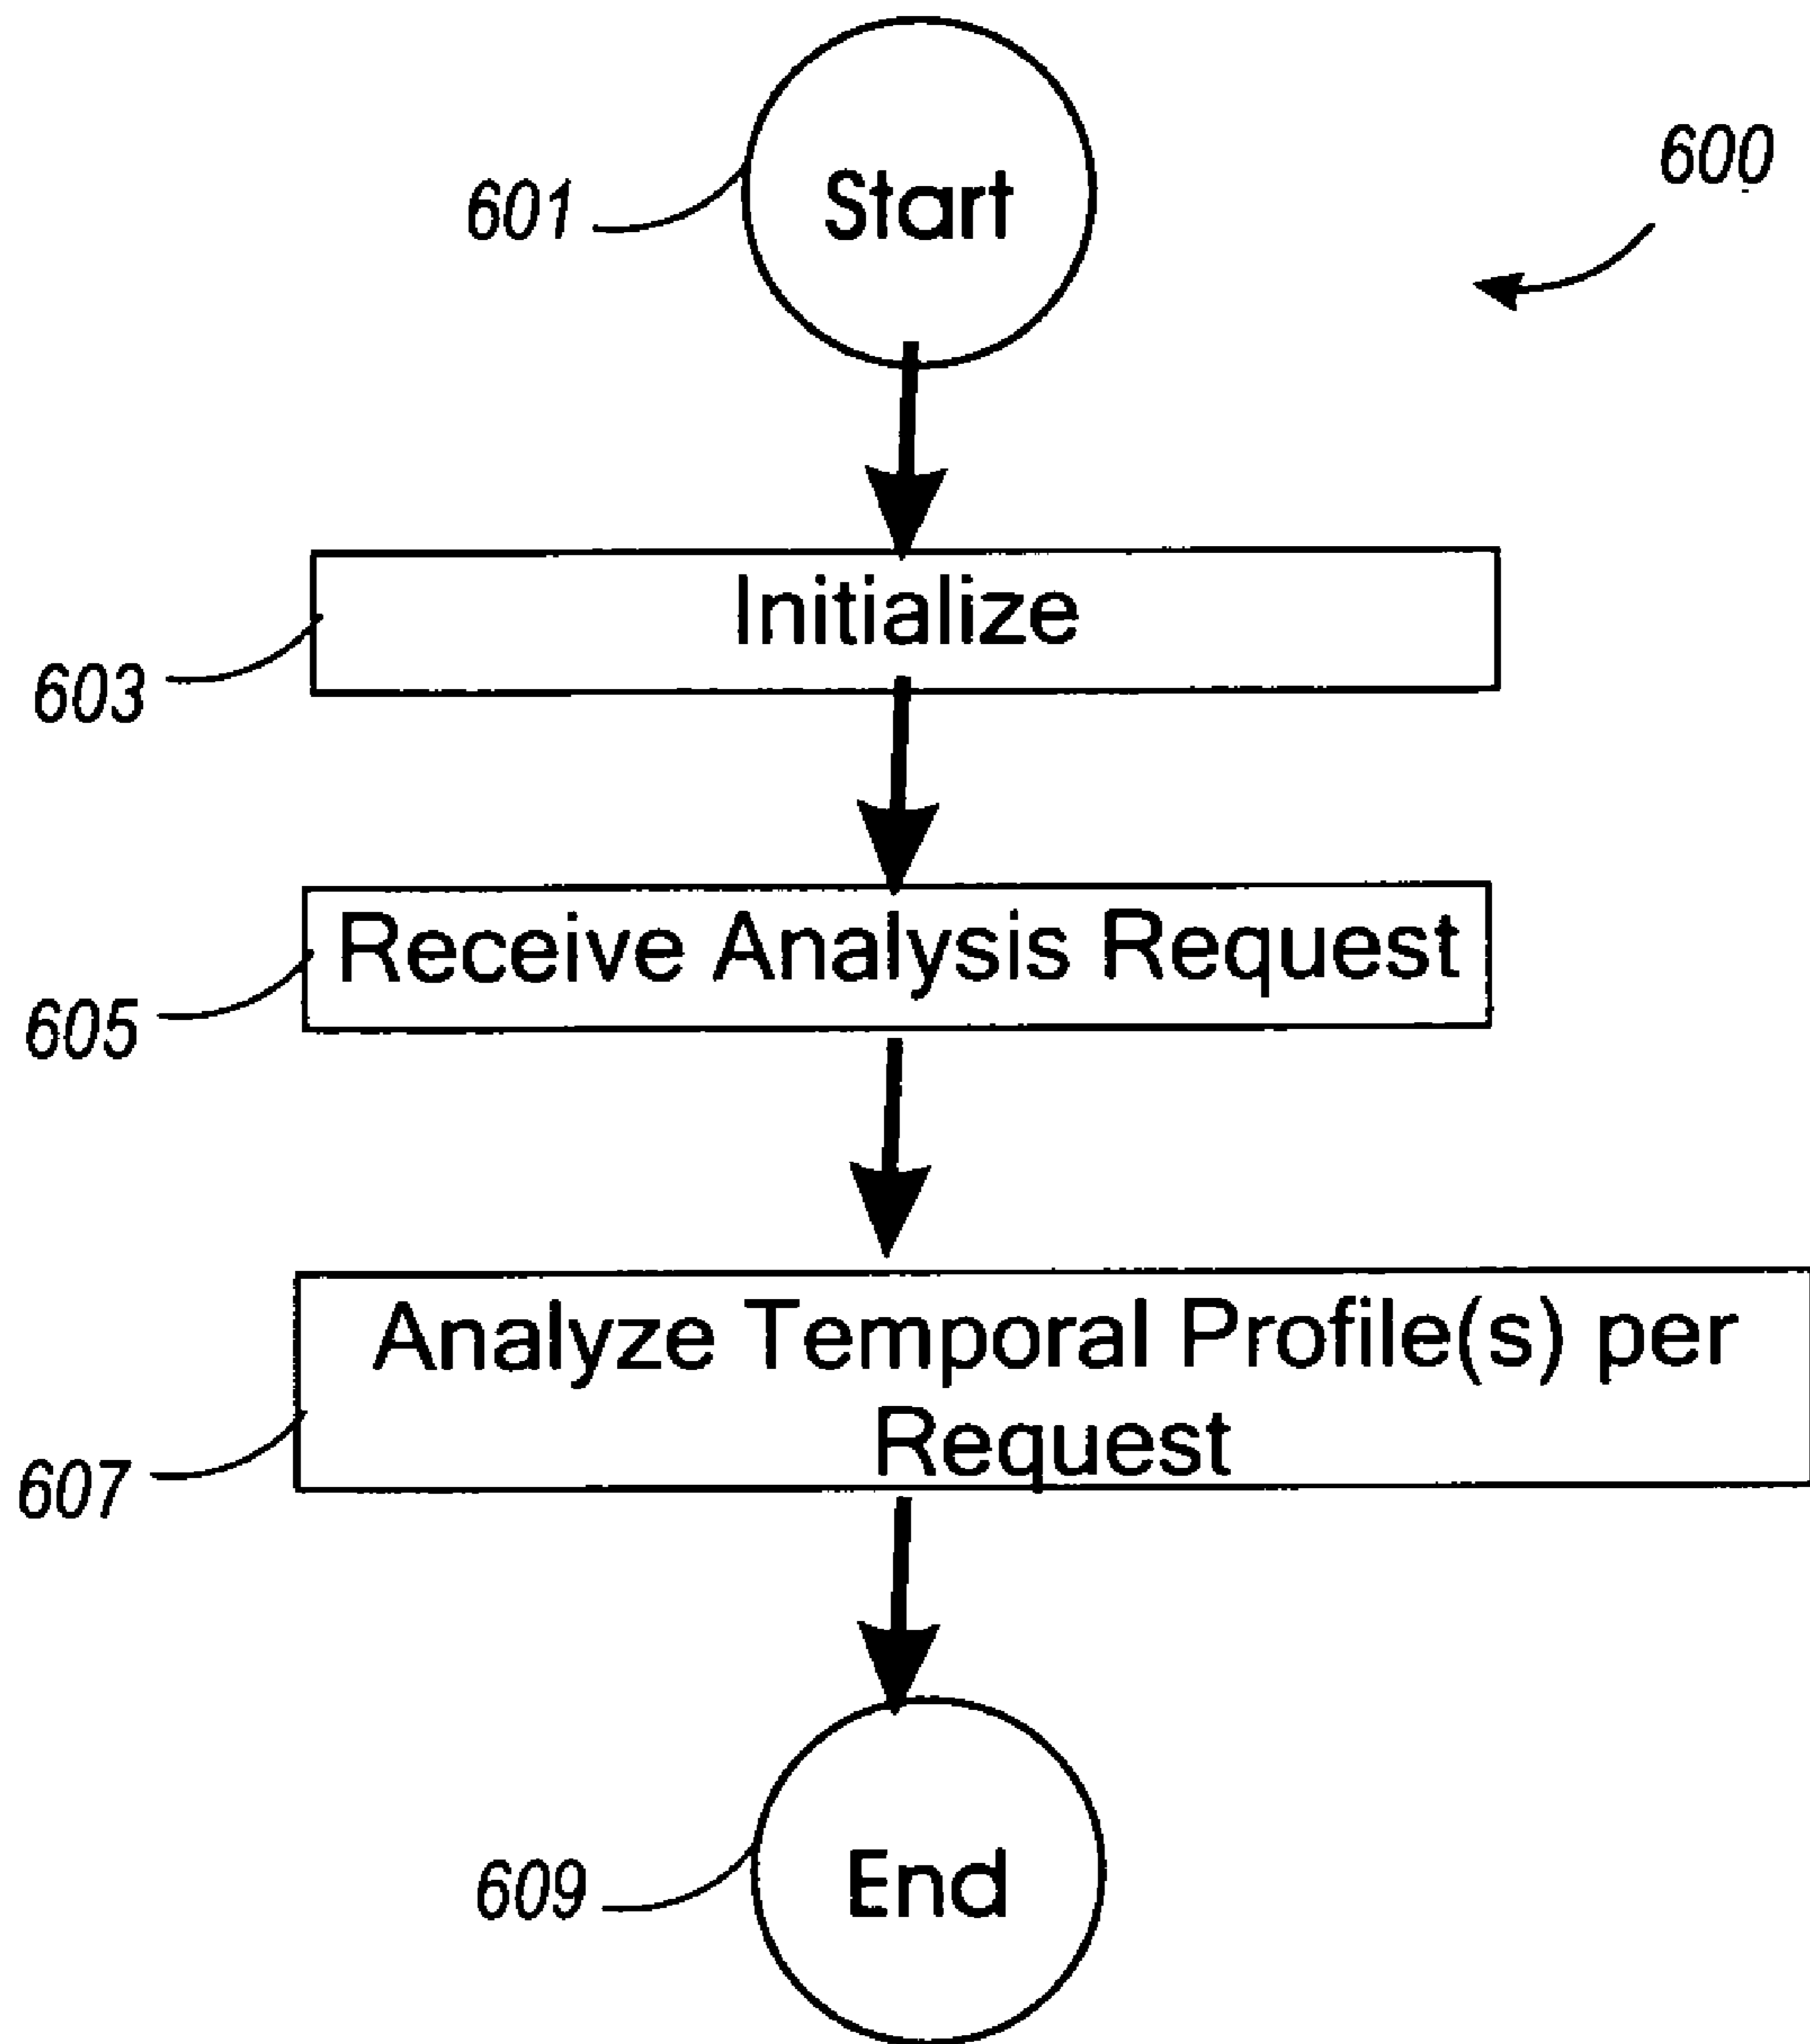 600
601
Start
Initialize
603
Receive Analysis Request
605
Analyze Temporal Profile(s) per
Request
607
609
End